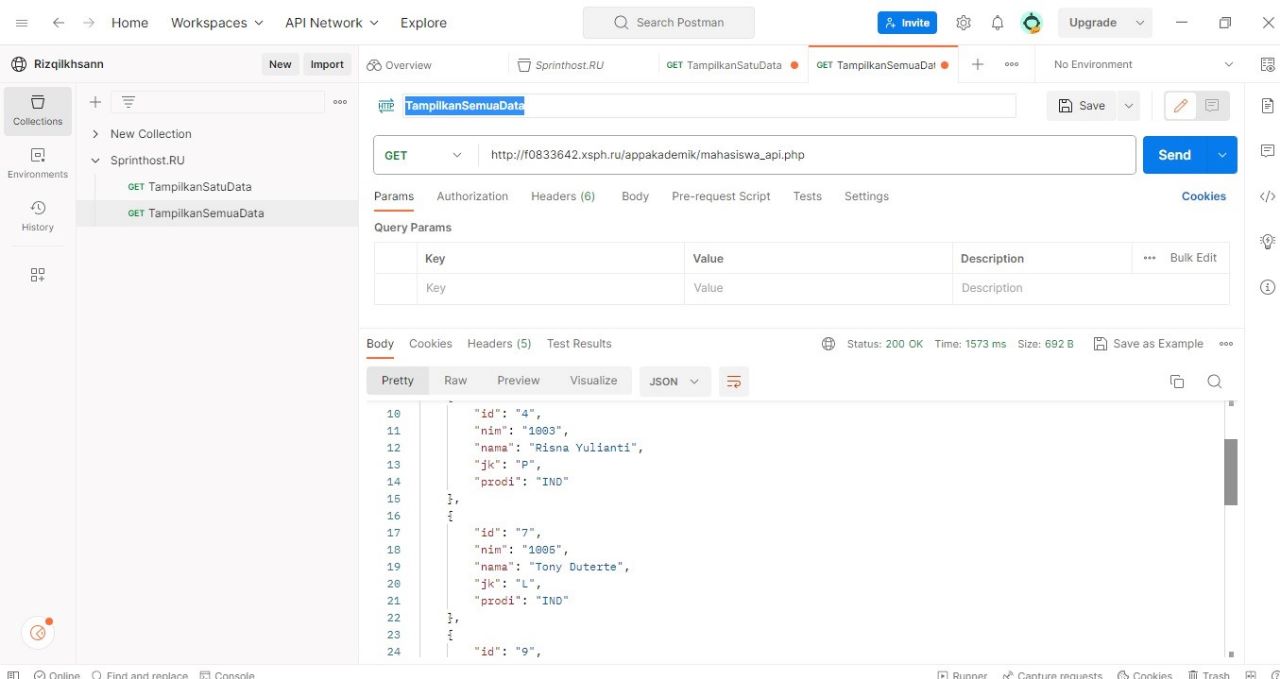 Home Workspaces API Network Explore Search Postman Invite Upgrade
Rizqilkhsann New Import Overview Sprinthost.RU GET TampilkanSatuData GET TampilkanSemuaDat No Environment
Collections
Environments
History
New Collection
Sprinthost.RU
GET TampilkanSatuData
GET TampilkanSemuaData
HTTP TampilkanSemuaData Save
GET http://f0833642.xsph.ru/appakademik/mahasiswa_api.php Send
Params Authorization Headers (6) Body Pre-request Script Tests Settings Cookies
Query Params
Key Value Description Bulk Edit
Key Value Description
Body Cookies Headers (5) Test Results Status: 200 OK Time: 1573 ms Size: 692 B Save as Example
Pretty Raw Preview Visualize JSON
10 "id": "4",
11 "nim": "1003",
12 "nama": "Risna Yulianti",
13 "jk": "P",
14 "prodi": "IND"
15 },
16 {
17 "id": "7",
18 "nim": "1005",
19 "nama": "Tony Duterte",
20 "jk": "L",
21 "prodi": "IND"
22 },
23 {
24 "id": "9",
Online Find and replace Console Runner Capture requests Cookies Trash